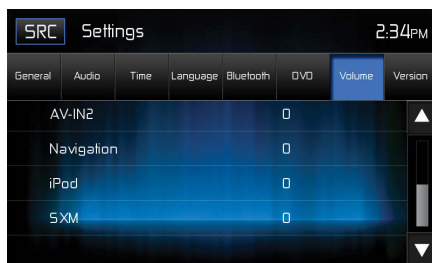 SRC Settings 2:34PM
General Audio Time Language Bluetooth DVD Volume Version
AV-IN2 0
Navigation 0
iPod 0
SXM 0